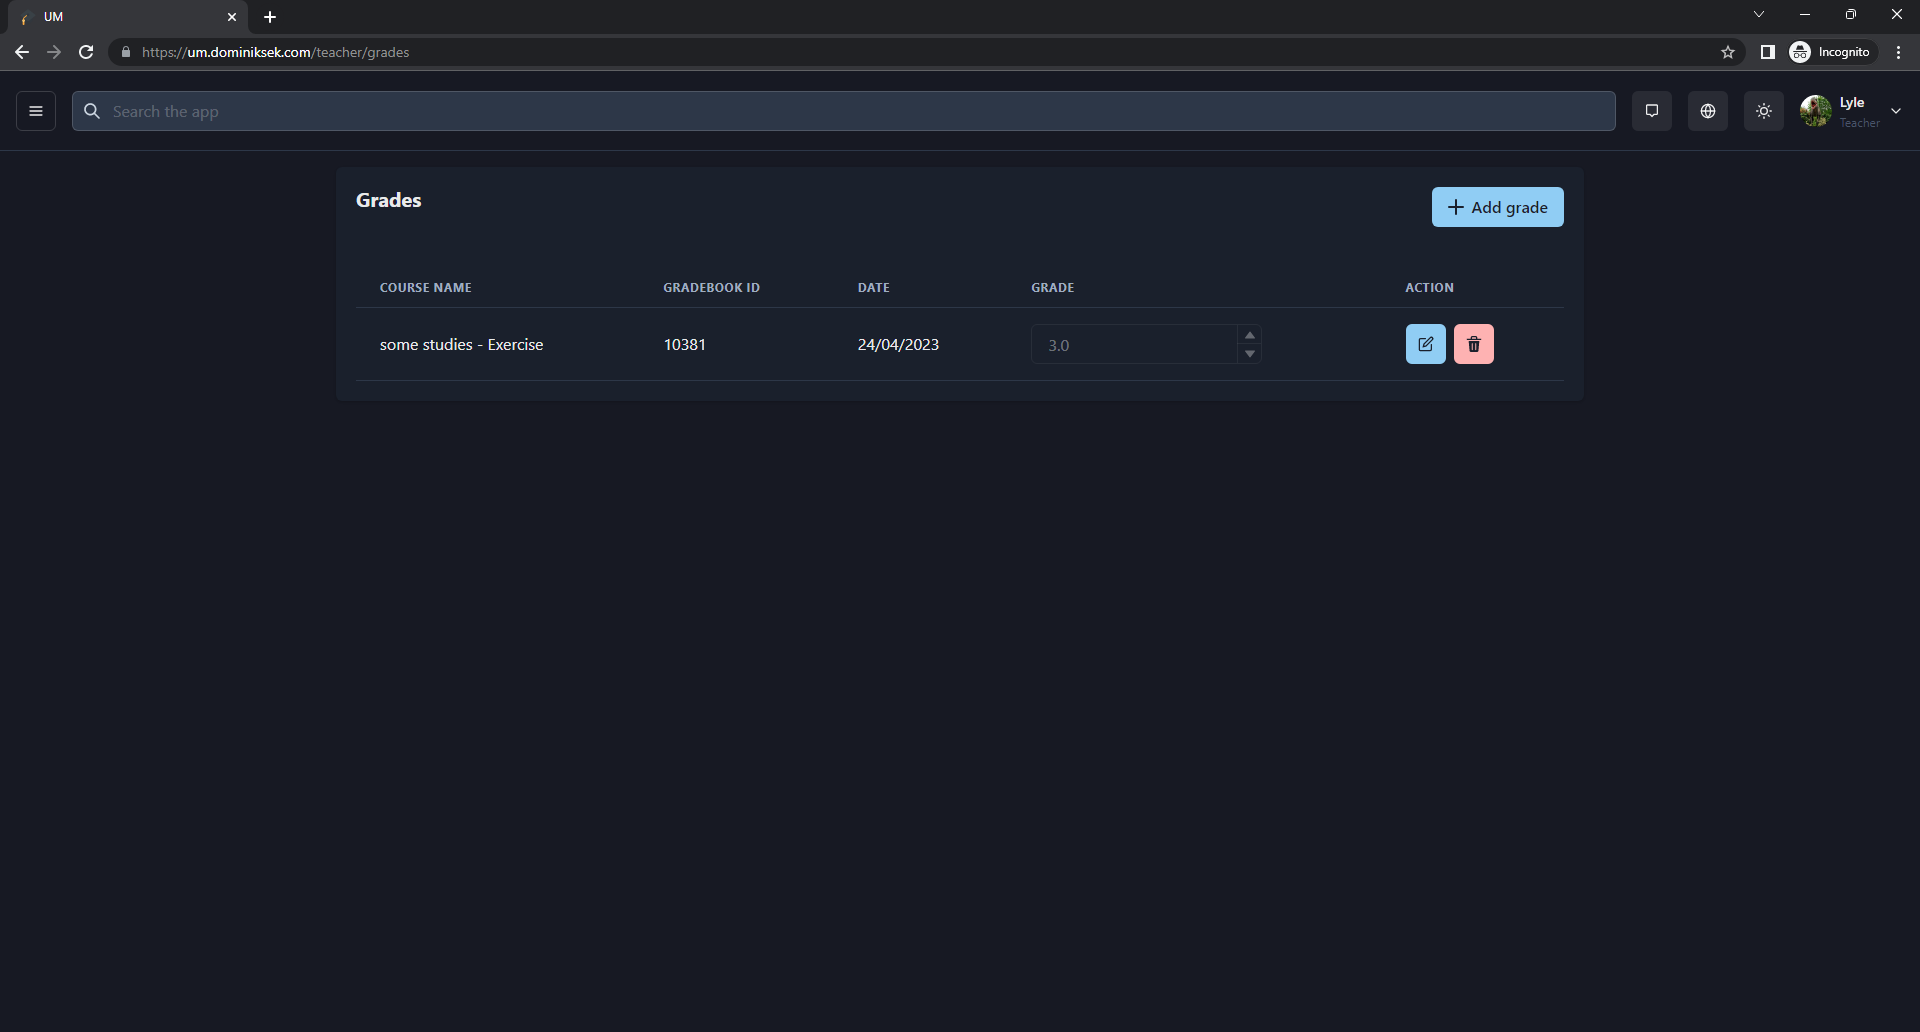 UM
https://um.dominiksek.com/teacher/grades
Incognito
Search the app
Lyle
Teacher
Grades
Add grade
COURSE NAME GRADEBOOK ID DATE GRADE ACTION
some studies - Exercise 10381 24/04/2023 3.0